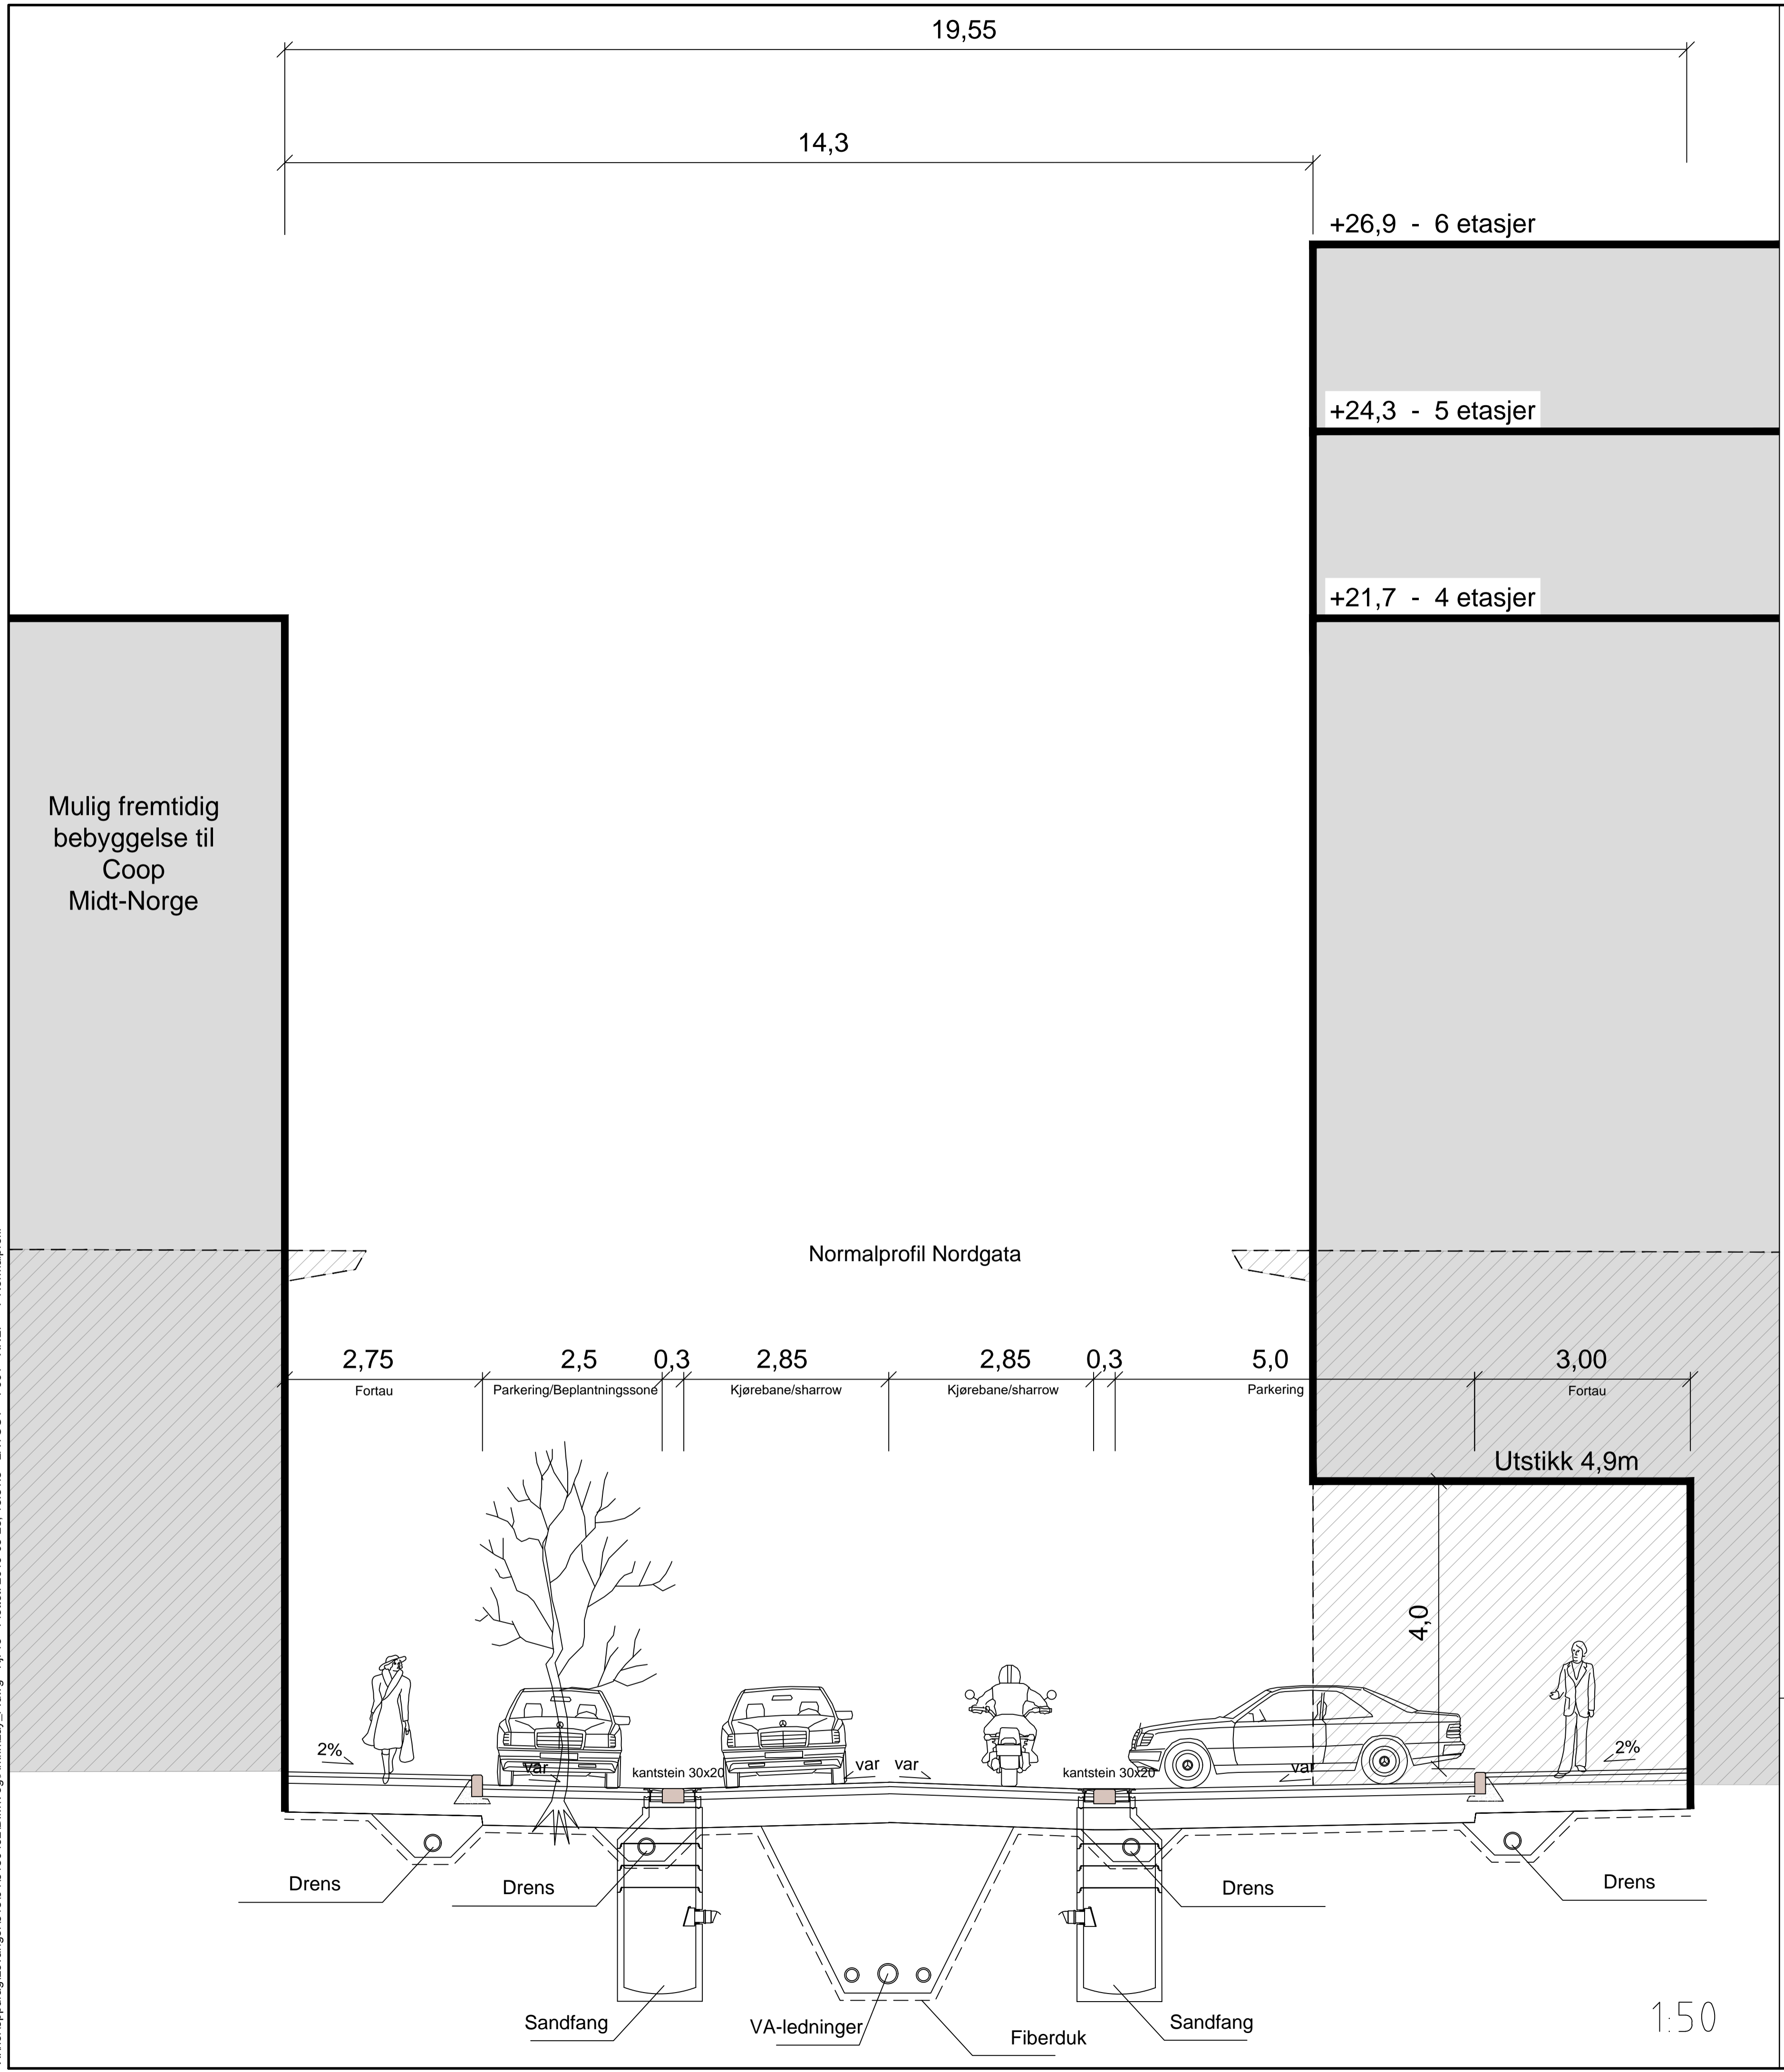 19,55
14,3
+26,9 - 6 etasjer
+24,3 - 5 etasjer
+21,7 - 4 etasjer
Mulig fremtidig
bebyggelse til
Coop
Midt-Norge
Normalprofil Nordgata
2,75 2,5 0,3 2,85 2,85 0,3 5,0 3,00
Fortau Parkering/Beplantningssone Kjørebane/sharrow Kjørebane/sharrow Parkering Fortau
Utstikk 4,9m
4,0
2% var kantstein 30x20 var var kantstein 30x20 var 2%
Drens Drens Drens Drens
Sandfang VA-ledninger Fiberduk Sandfang
1:50